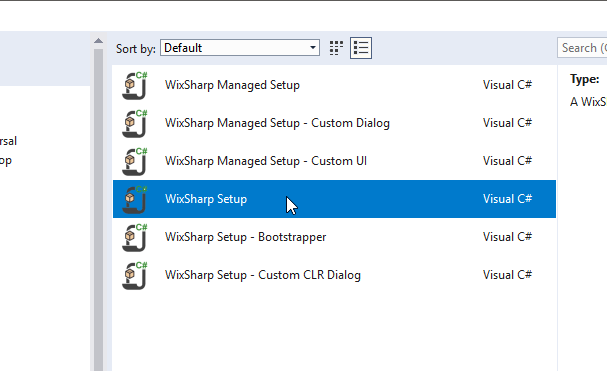 Sort by: Default
Search (
Type:
A WixS
rsal
op
WixSharp Managed Setup Visual C#
WixSharp Managed Setup - Custom Dialog Visual C#
WixSharp Managed Setup - Custom UI Visual C#
WixSharp Setup Visual C#
WixSharp Setup - Bootstrapper Visual C#
WixSharp Setup - Custom CLR Dialog Visual C#